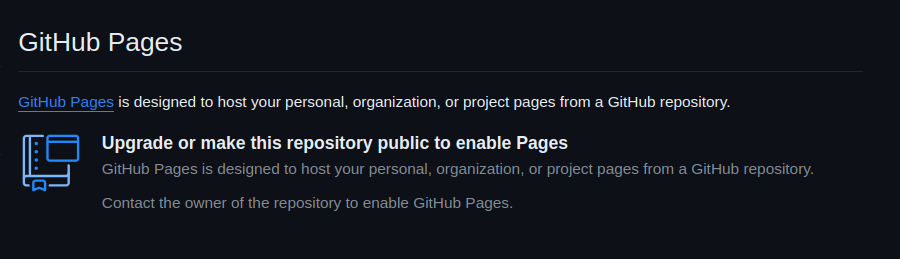 GitHub Pages
GitHub Pages is designed to host your personal, organization, or project pages from a GitHub repository.
Upgrade or make this repository public to enable Pages
GitHub Pages is designed to host your personal, organization, or project pages from a GitHub repository.
Contact the owner of the repository to enable GitHub Pages.